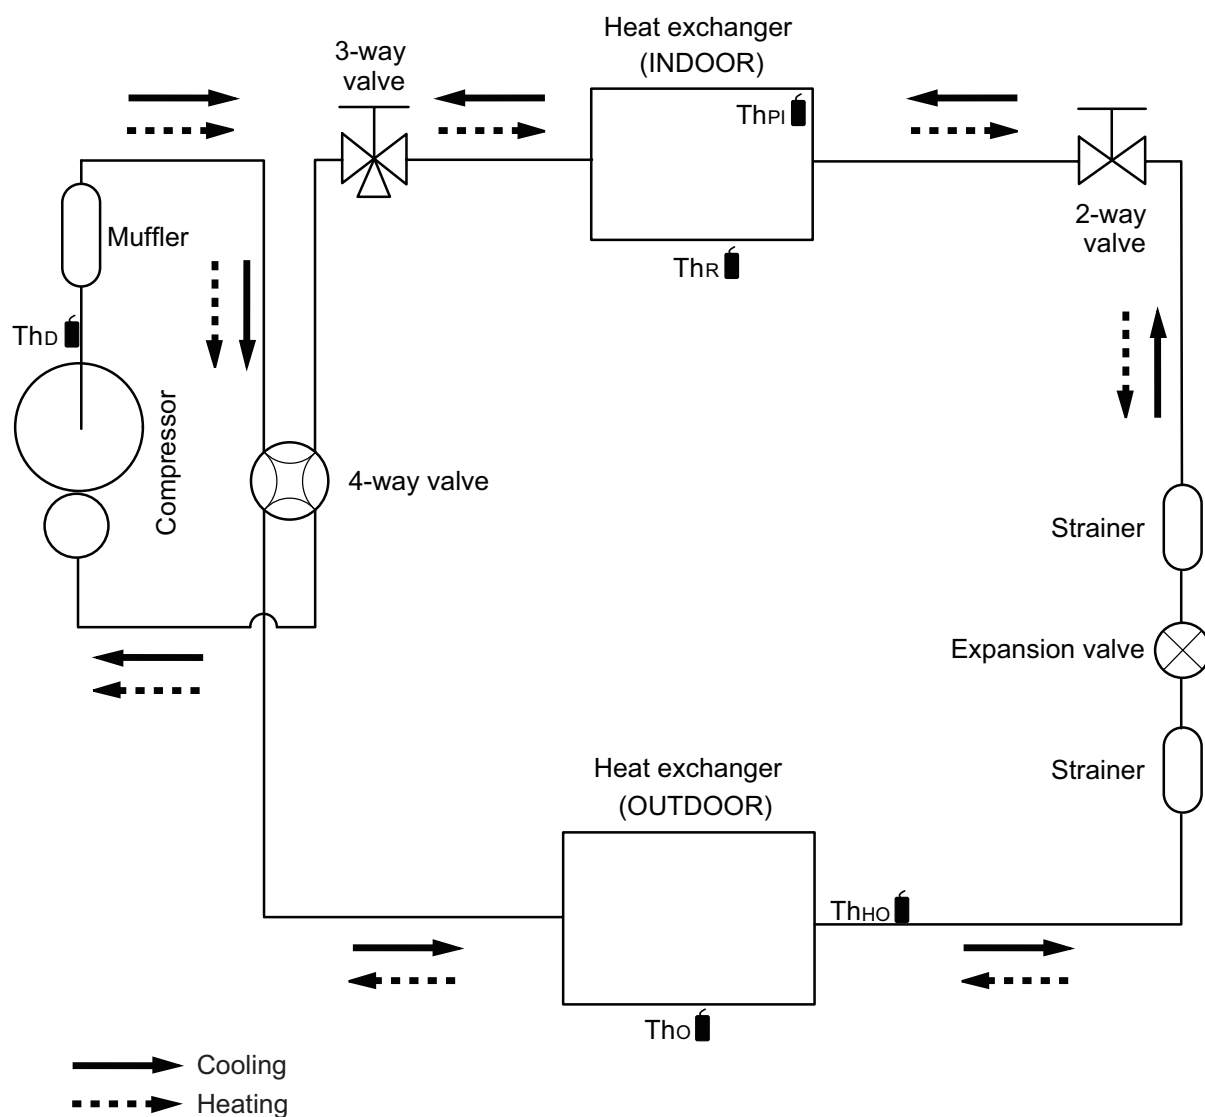 Heat exchanger
(INDOOR)
3-way
valve
ThPI
Muffler
2-way
valve
ThR
ThD
Compressor
4-way valve
Strainer
Expansion valve
Heat exchanger
(OUTDOOR)
Strainer
ThHO
ThO
Cooling
Heating